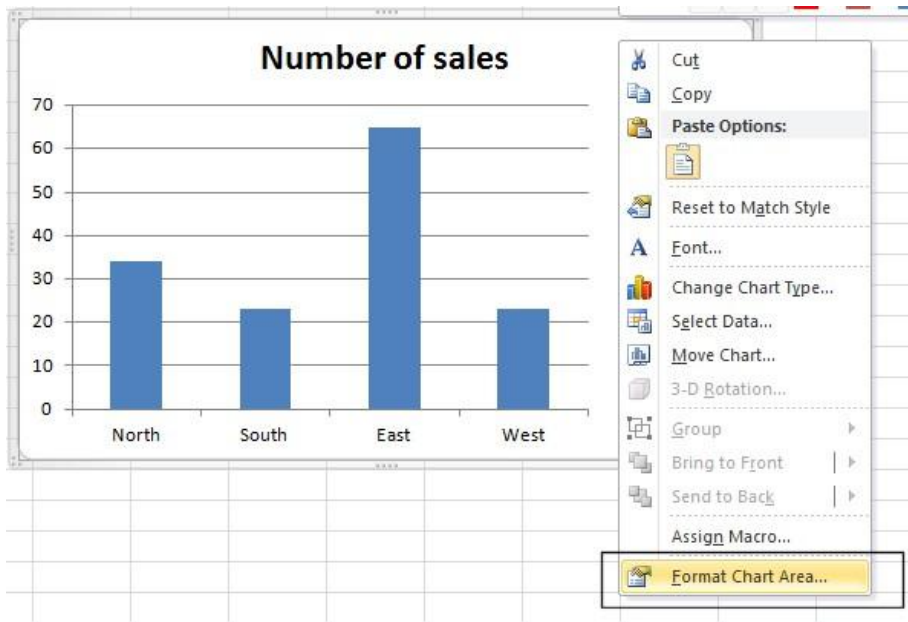 Number of sales
70
60
50
40
30
20
10
0
North South East West
Cut
Copy
Paste Options:
Reset to Match Style
A Font...
Change Chart Type...
Select Data...
Move Chart...
3-D Rotation...
Group
Bring to Front
Send to Back
Assign Macro...
Format Chart Area...